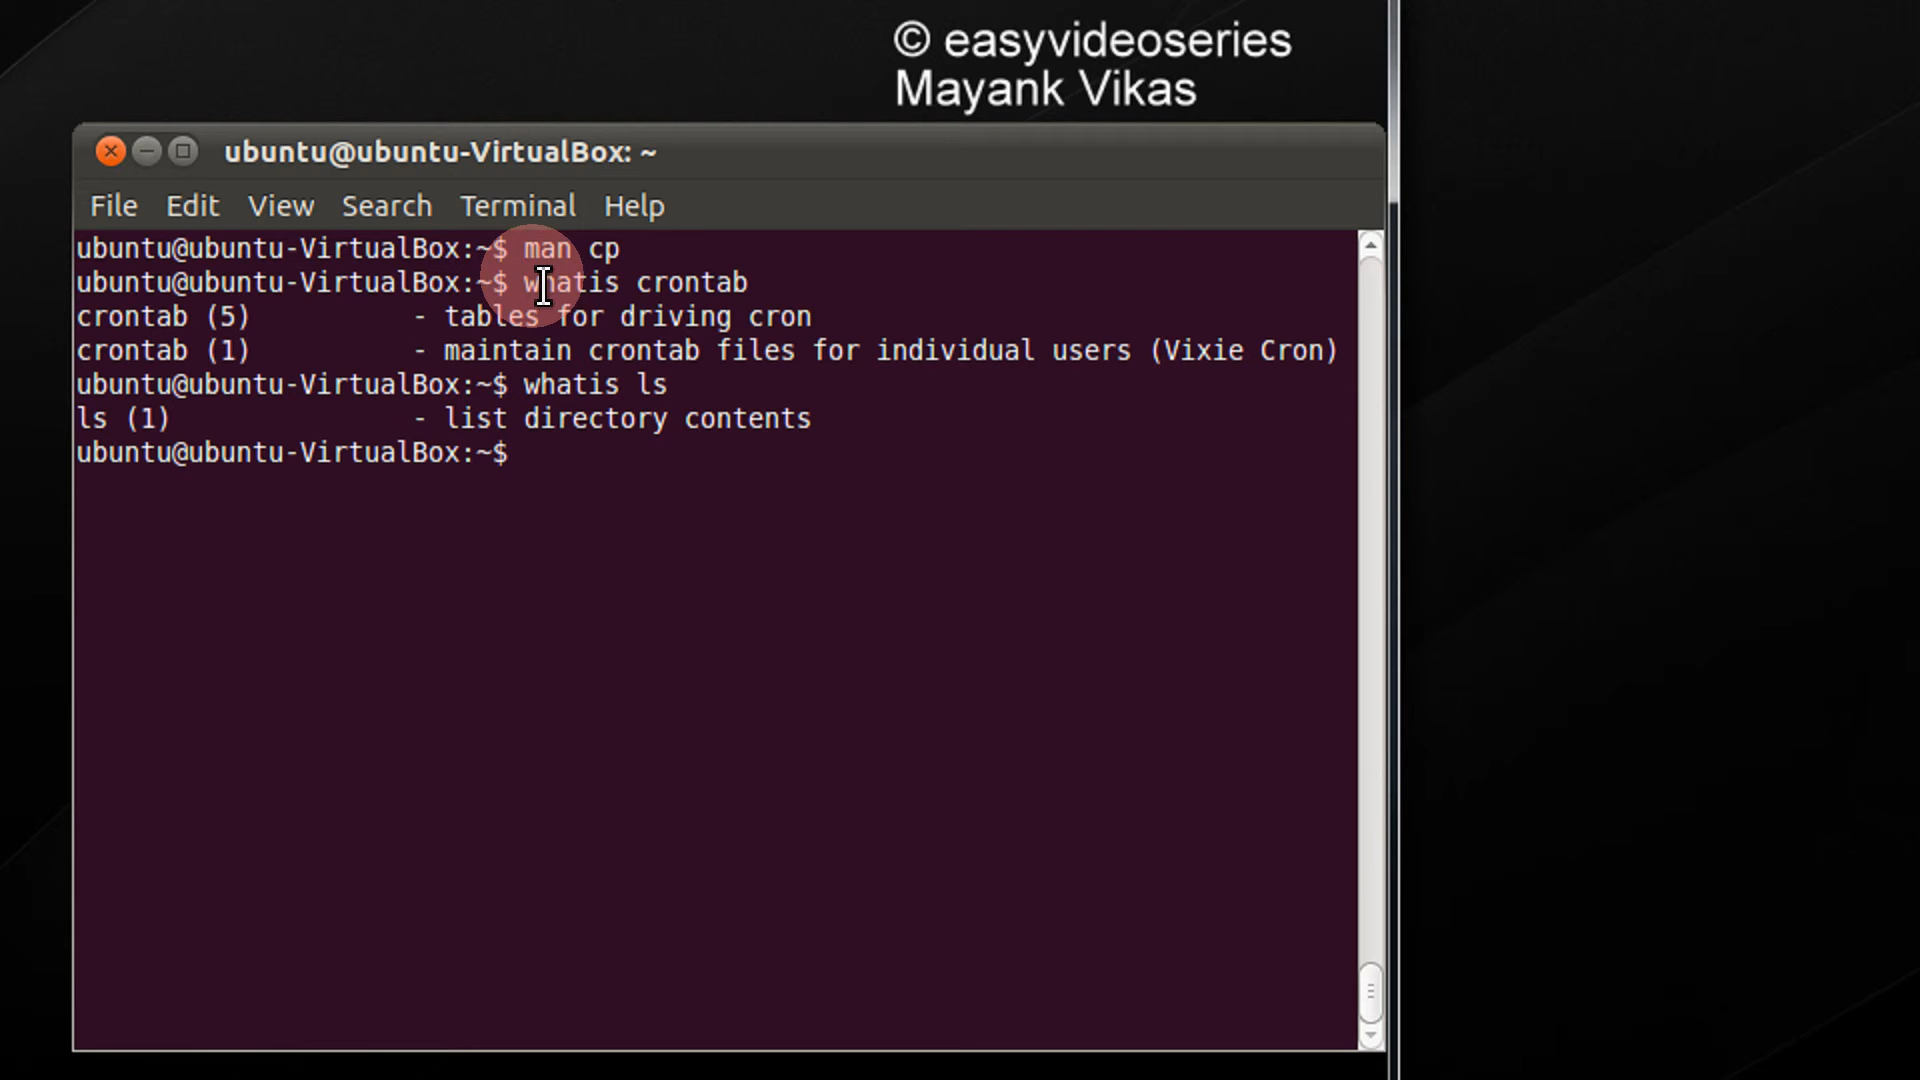 © easyvideoseries
Mayank Vikas
ubuntu@ubuntu-VirtualBox: ~
File Edit View Search Terminal Help
ubuntu@ubuntu-VirtualBox:~$ man cp
ubuntu@ubuntu-VirtualBox:~$ whatis crontab
crontab (5)          - tables for driving cron
crontab (1)          - maintain crontab files for individual users (Vixie Cron)
ubuntu@ubuntu-VirtualBox:~$ whatis ls
ls (1)               - list directory contents
ubuntu@ubuntu-VirtualBox:~$